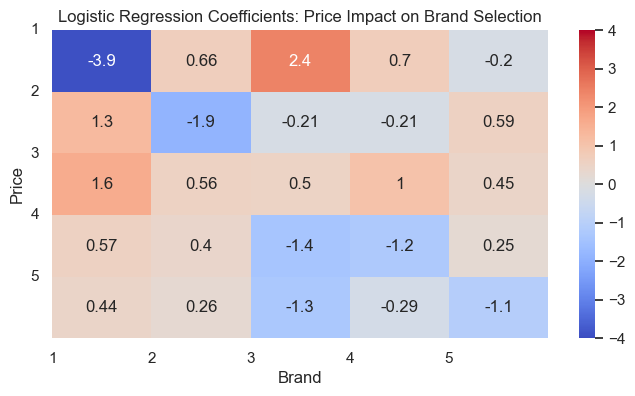 Logistic Regression Coefficients: Price Impact on Brand Selection
1
-3.9 0.66 2.4 0.7 -0.2
2
1.3 -1.9 -0.21 -0.21 0.59
3
1.6 0.56 0.5 1 0.45
4
0.57 0.4 -1.4 -1.2 0.25
5
0.44 0.26 -1.3 -0.29 -1.1
Price
1 2 3 4 5
Brand
4
3
2
1
0
−1
−2
−3
−4